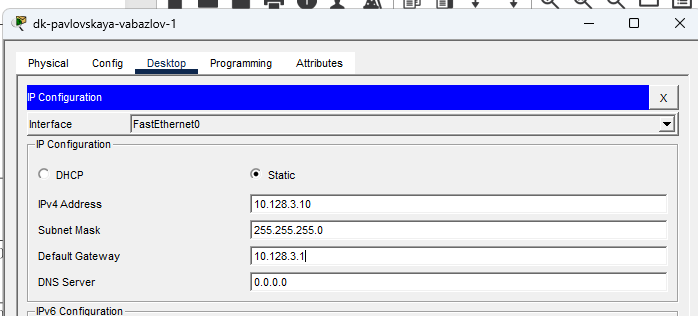 dk-pavlovskaya-vabazlov-1
Physical Config Desktop Programming Attributes
IP Configuration X
Interface FastEthernet0
IP Configuration
DHCP Static
IPv4 Address 10.128.3.10
Subnet Mask 255.255.255.0
Default Gateway 10.128.3.1
DNS Server 0.0.0.0
IPv6 Configuration